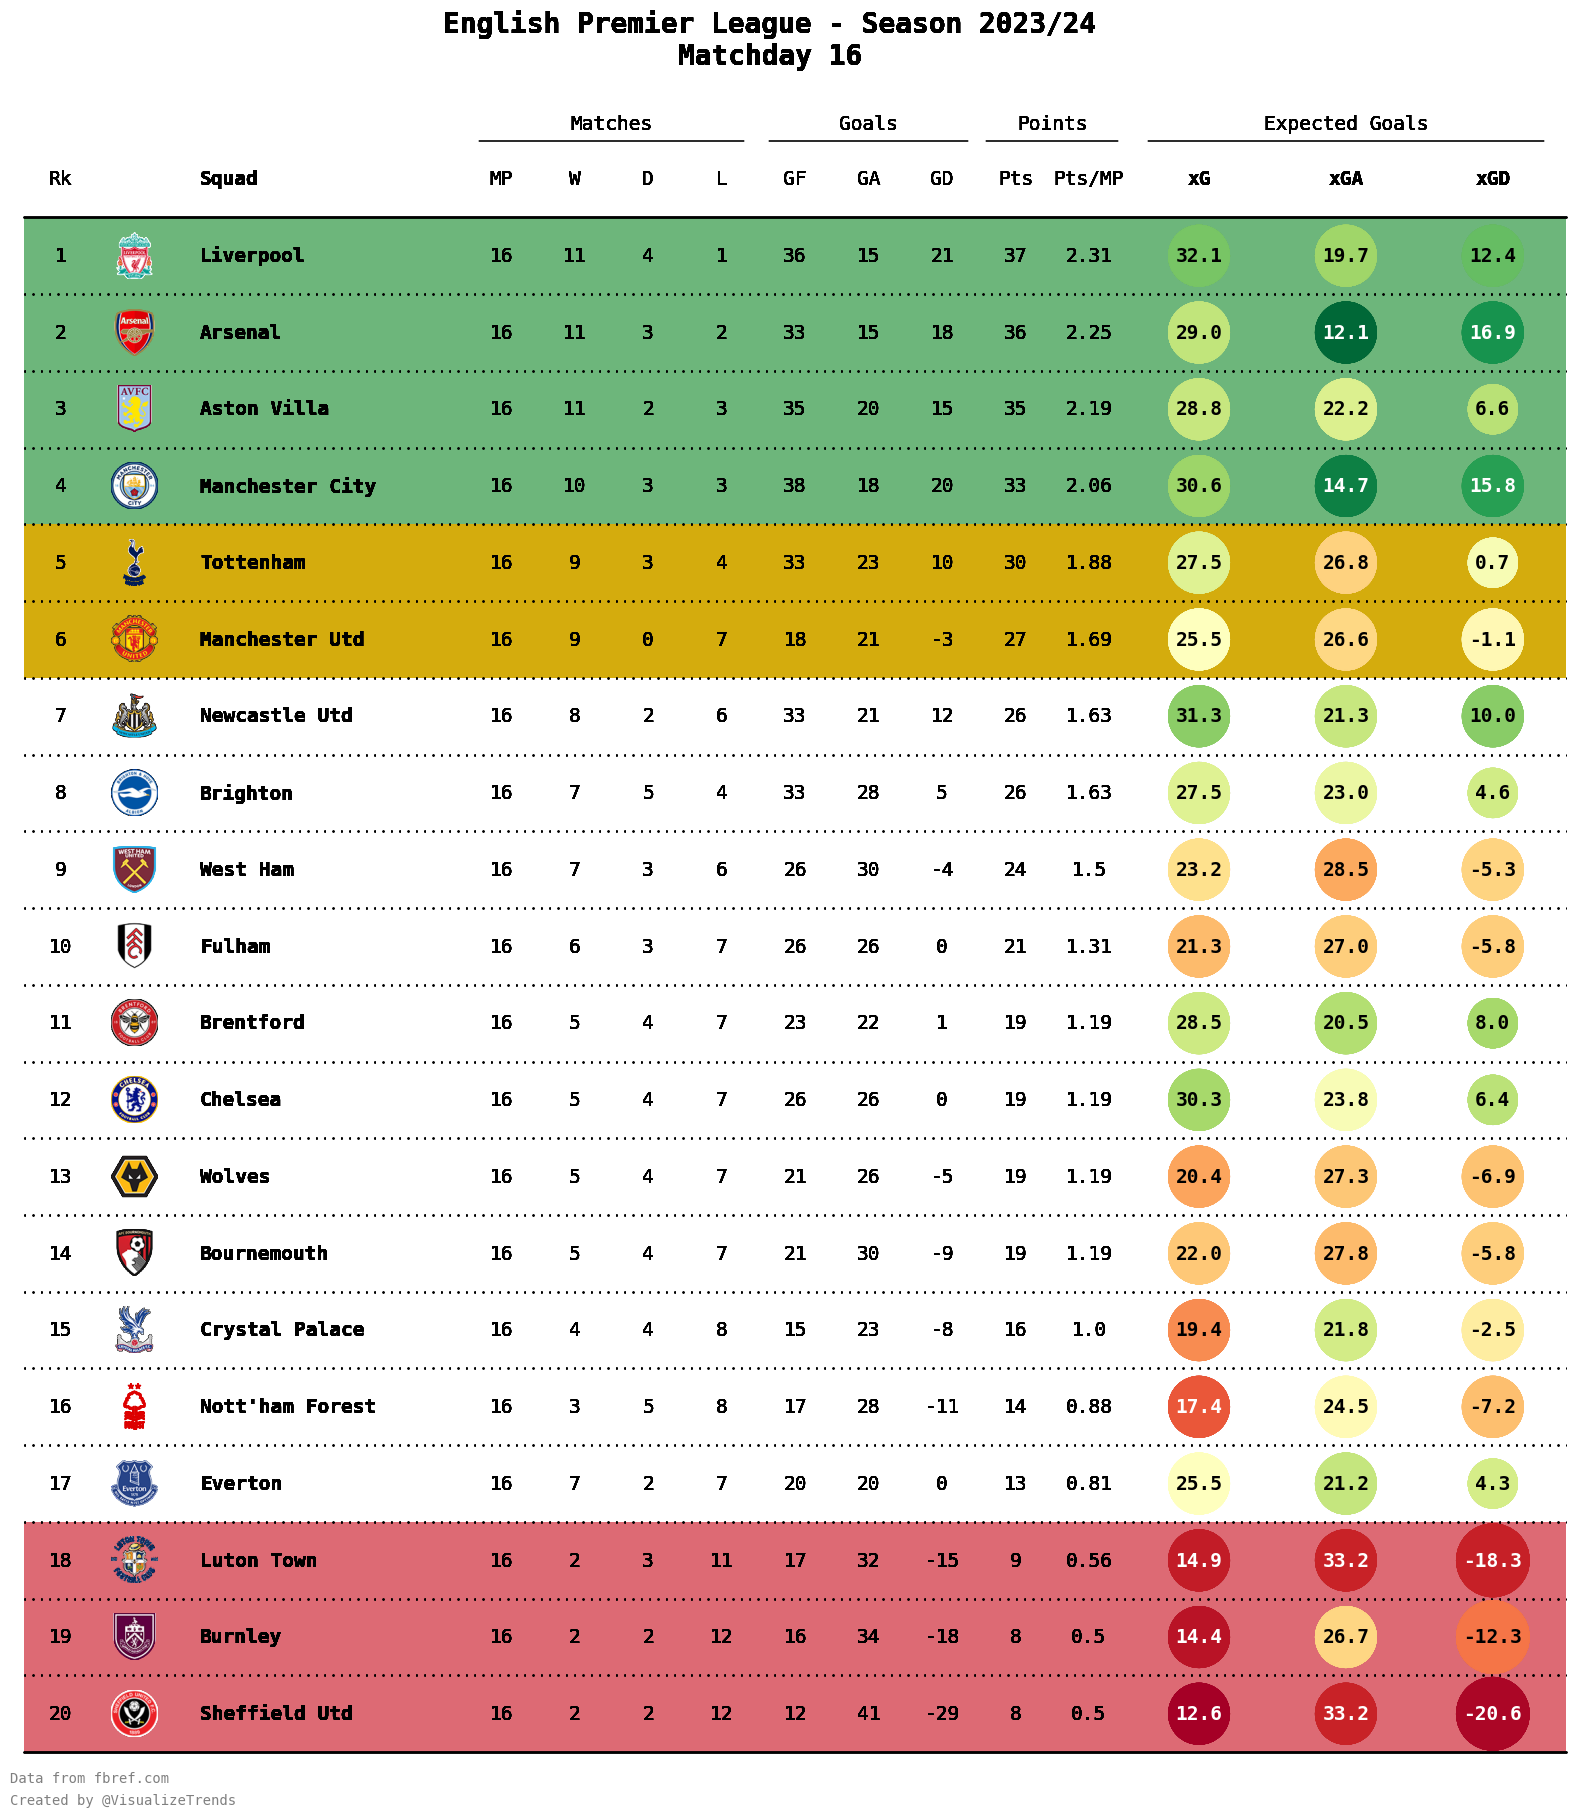 English Premier League - Season 2023/24
Matchday 16
Matches Goals Points Expected Goals
Rk Squad MP W D L GF GA GD Pts Pts/MP xG xGA xGD
1 Liverpool 16 11 4 1 36 15 21 37 2.31 32.1 19.7 12.4
2 Arsenal 16 11 3 2 33 15 18 36 2.25 29.0 12.1 16.9
3 Aston Villa 16 11 2 3 35 20 15 35 2.19 28.8 22.2 6.6
4 Manchester City 16 10 3 3 38 18 20 33 2.06 30.6 14.7 15.8
5 Tottenham 16 9 3 4 33 23 10 30 1.88 27.5 26.8 0.7
6 Manchester Utd 16 9 0 7 18 21 -3 27 1.69 25.5 26.6 -1.1
7 Newcastle Utd 16 8 2 6 33 21 12 26 1.63 31.3 21.3 10.0
8 Brighton 16 7 5 4 33 28 5 26 1.63 27.5 23.0 4.6
9 West Ham 16 7 3 6 26 30 -4 24 1.5 23.2 28.5 -5.3
10 Fulham 16 6 3 7 26 26 0 21 1.31 21.3 27.0 -5.8
11 Brentford 16 5 4 7 23 22 1 19 1.19 28.5 20.5 8.0
12 Chelsea 16 5 4 7 26 26 0 19 1.19 30.3 23.8 6.4
13 Wolves 16 5 4 7 21 26 -5 19 1.19 20.4 27.3 -6.9
14 Bournemouth 16 5 4 7 21 30 -9 19 1.19 22.0 27.8 -5.8
15 Crystal Palace 16 4 4 8 15 23 -8 16 1.0 19.4 21.8 -2.5
16 Nott'ham Forest 16 3 5 8 17 28 -11 14 0.88 17.4 24.5 -7.2
17 Everton 16 7 2 7 20 20 0 13 0.81 25.5 21.2 4.3
18 Luton Town 16 2 3 11 17 32 -15 9 0.56 14.9 33.2 -18.3
19 Burnley 16 2 2 12 16 34 -18 8 0.5 14.4 26.7 -12.3
20 Sheffield Utd 16 2 2 12 12 41 -29 8 0.5 12.6 33.2 -20.6
Data from fbref.com
Created by @VisualizeTrends